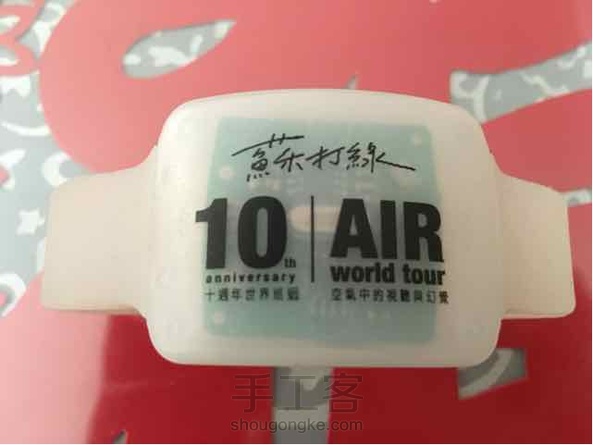 蘇打綠
10th anniversary
十週年世界巡迴
AIR
world tour
空氣中的視聽與幻覺
手工客
shougongke.com